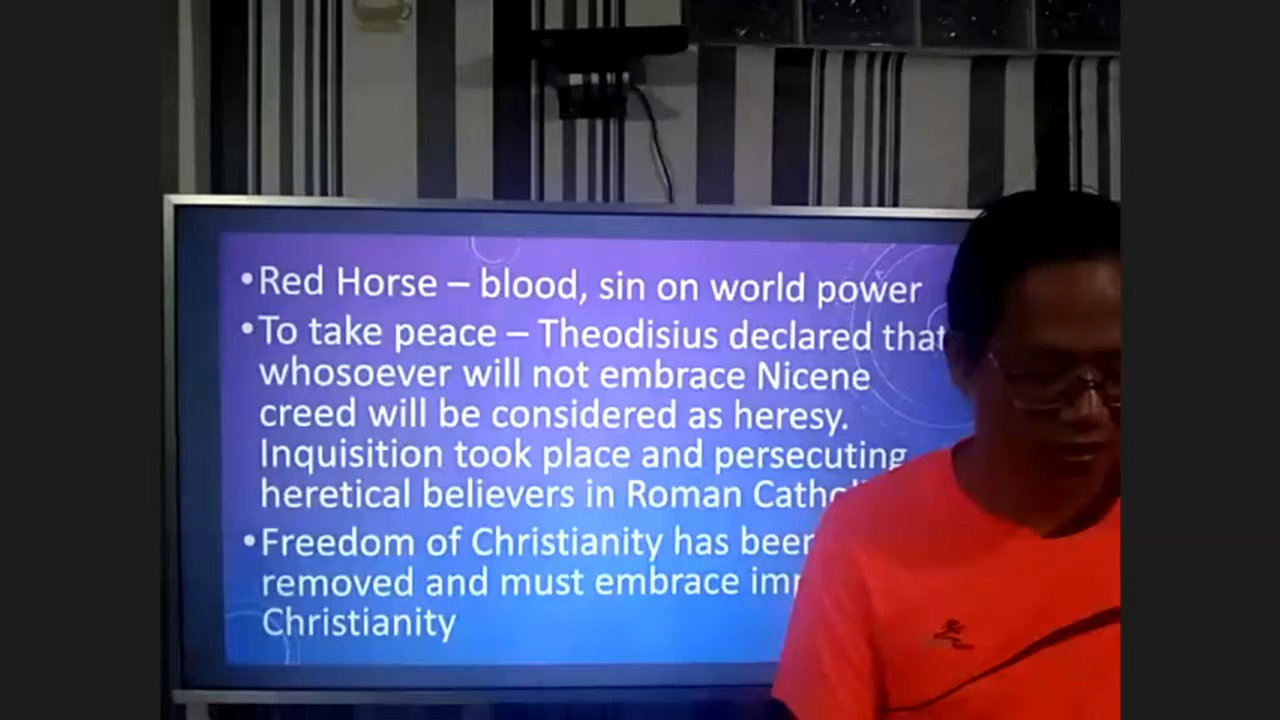 •Red Horse – blood, sin on world power
•To take peace – Theodisius declared that
whosoever will not embrace Nicene
creed will be considered as heresy.
Inquisition took place and persecuting
heretical believers in Roman
•Freedom of Christianity has been
removed and must embrace
Christianity